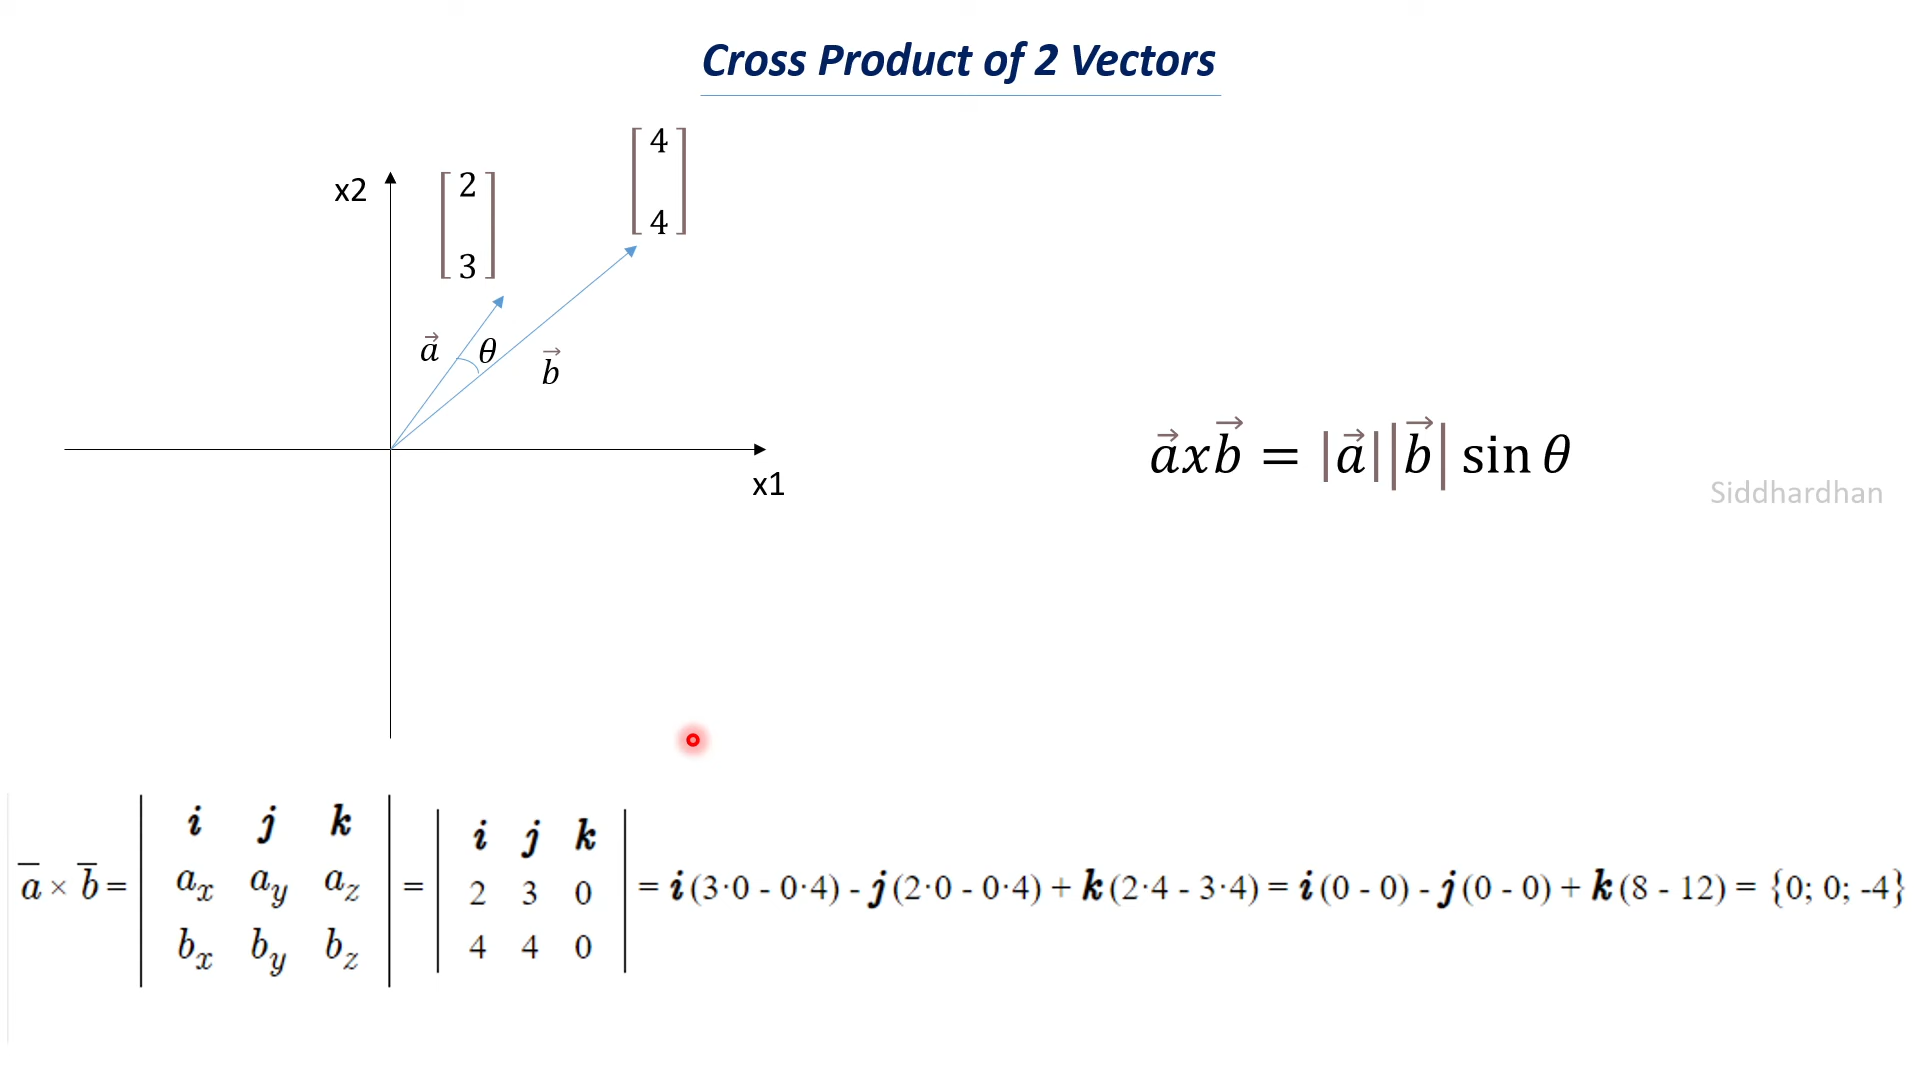 Cross Product of 2 Vectors
4
4
x2
2
3
a⃗
θ
b⃗
x1
a⃗xb⃗ = |a⃗||b⃗| sin θ
Siddhardhan
a̅ × b̅ = | i j k | = | i j k | = i(3·0 - 0·4) - j(2·0 - 0·4) + k(2·4 - 3·4) = i(0 - 0) - j(0 - 0) + k(8 - 12) = {0; 0; -4}
aₓ a_y a_z 2 3 0
bₓ b_y b_z 4 4 0